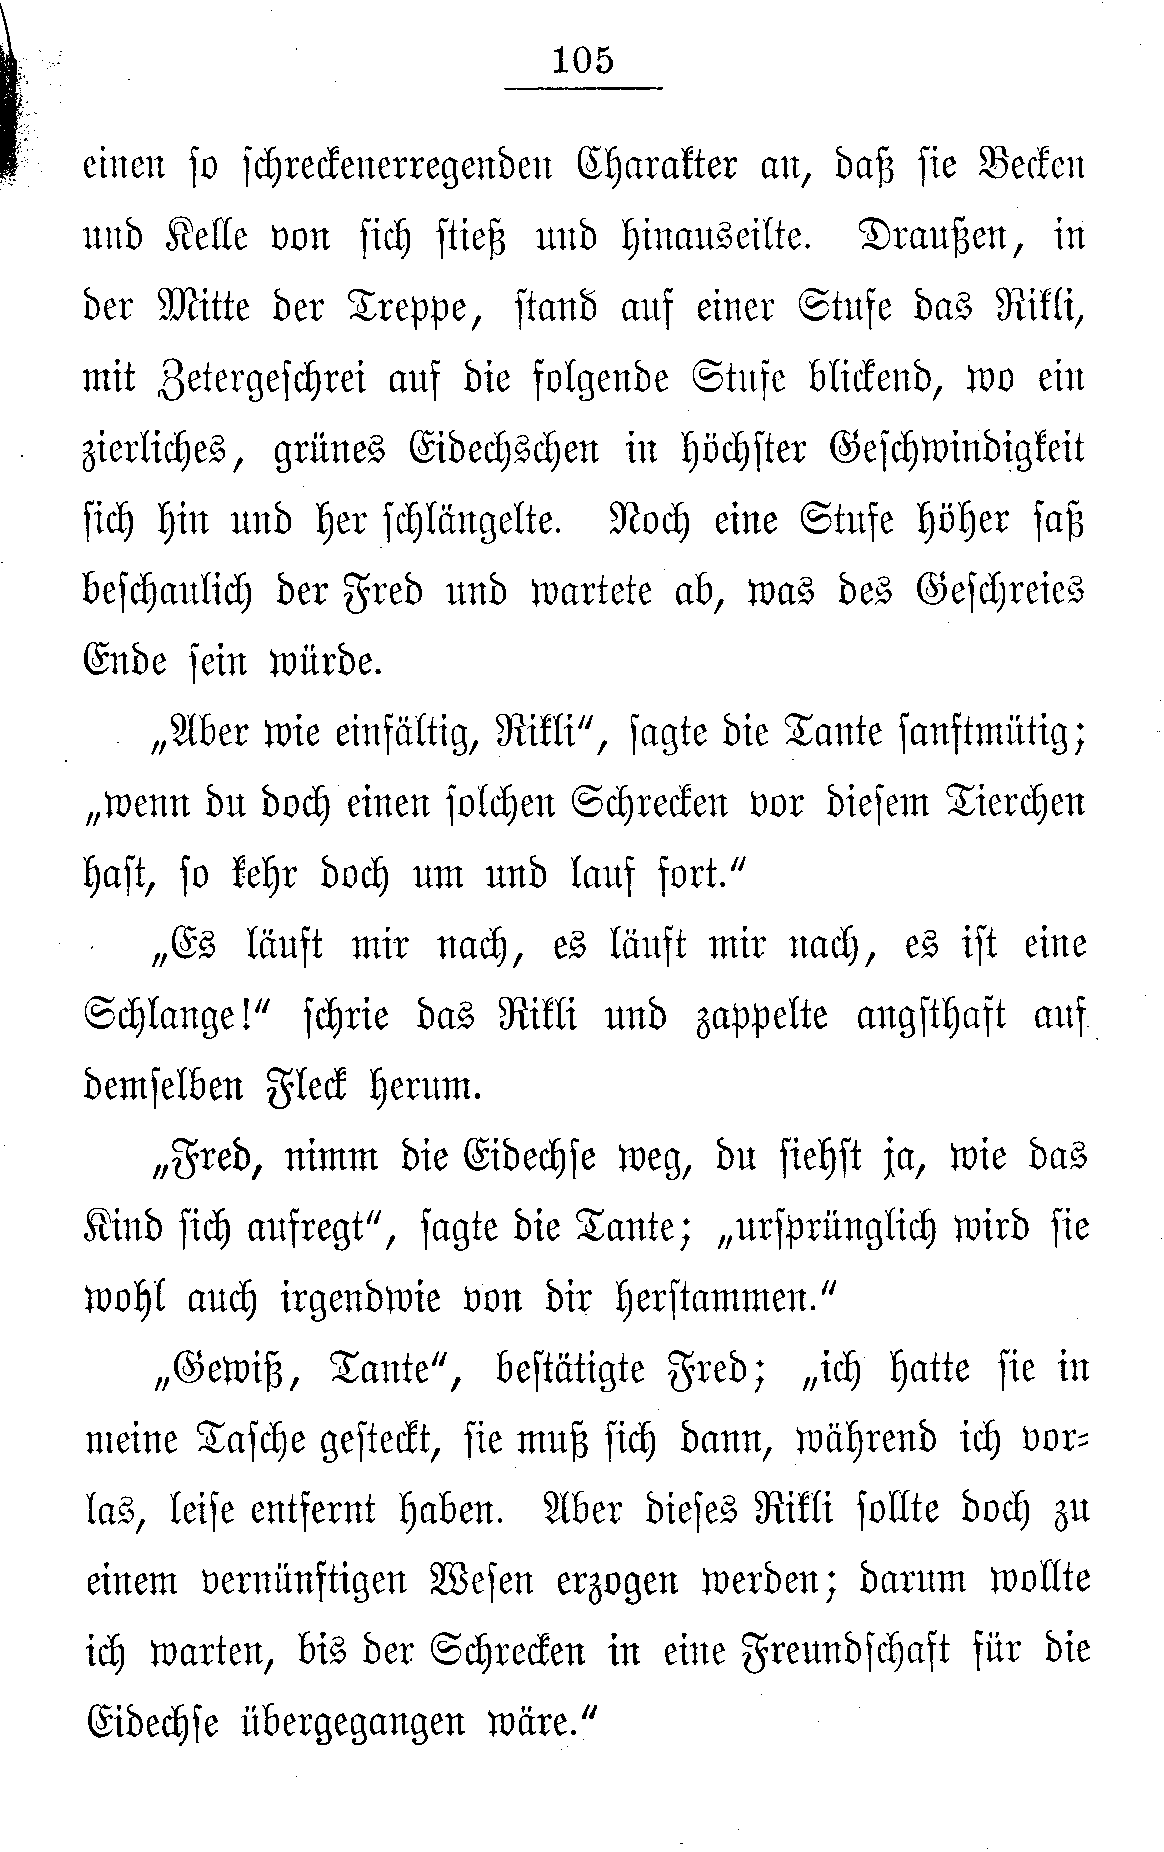 105
einen so schreckenerregenden Charakter an, daß sie Becken
und Kelle von sich stieß und hinauseilte. Draußen, in
der Mitte der Treppe, stand auf einer Stufe das Rikli,
mit Zetergeschrei auf die folgende Stufe blickend, wo ein
zierliches, grünes Eidechschen in höchster Geschwindigkeit
sich hin und her schlängelte. Noch eine Stufe höher saß
beschaulich der Fred und wartete ab, was des Geschreies
Ende sein würde.
„Aber wie einfältig, Rikli“, sagte die Tante sanftmütig;
„wenn du doch einen solchen Schrecken vor diesem Tierchen
hast, so kehr doch um und lauf fort.“
„Es läuft mir nach, es läuft mir nach, es ist eine
Schlange!“ schrie das Rikli und zappelte angsthaft auf
demselben Fleck herum.
„Fred, nimm die Eidechse weg, du siehst ja, wie das
Kind sich aufregt“, sagte die Tante; „ursprünglich wird sie
wohl auch irgendwie von dir herstammen.“
„Gewiß, Tante“, bestätigte Fred; „ich hatte sie in
meine Tasche gesteckt, sie muß sich dann, während ich vor-
las, leise entfernt haben. Aber dieses Rikli sollte doch zu
einem vernünftigen Wesen erzogen werden; darum wollte
ich warten, bis der Schrecken in eine Freundschaft für die
Eidechse übergegangen wäre.“